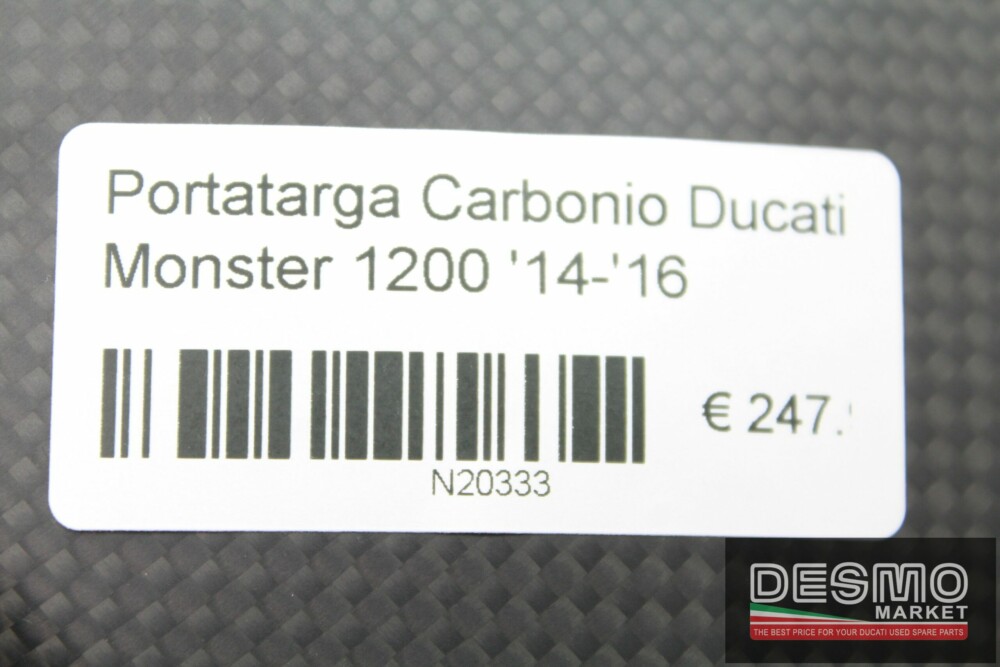 Portatarga Carbonio Ducati
Monster 1200 '14-'16
€ 247.
N20333
DESMO
MARKET
THE BEST PRICE FOR YOUR DUCATI USED SPARE PARTS